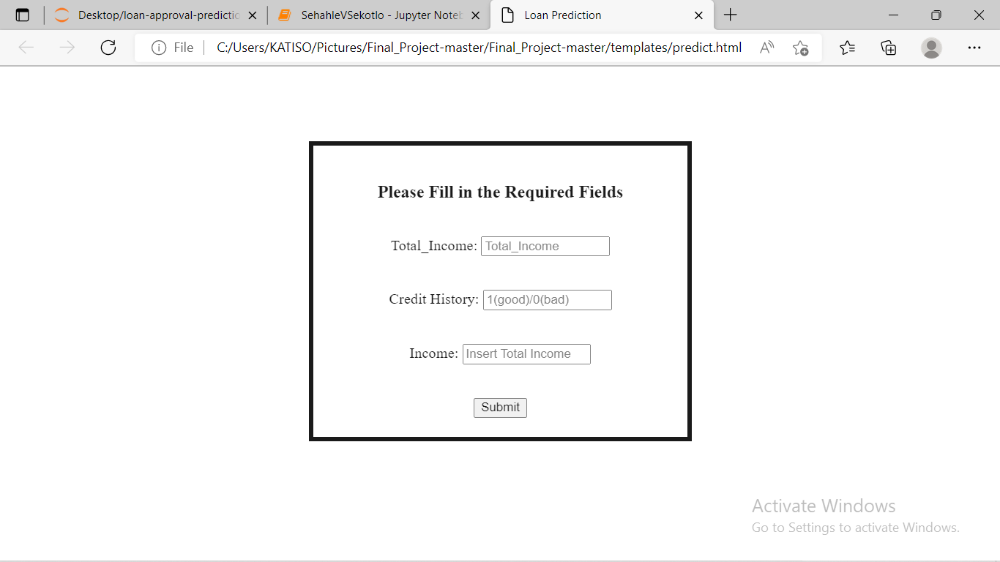 Desktop/loan-approval-predictic
SehahleVSekotlo - Jupyter Noteb
Loan Prediction
File
C:/Users/KATISO/Pictures/Final_Project-master/Final_Project-master/templates/predict.html
Please Fill in the Required Fields
Total_Income: Total_Income
Credit History: 1(good)/0(bad)
Income: Insert Total Income
Submit
Activate Windows
Go to Settings to activate Windows.